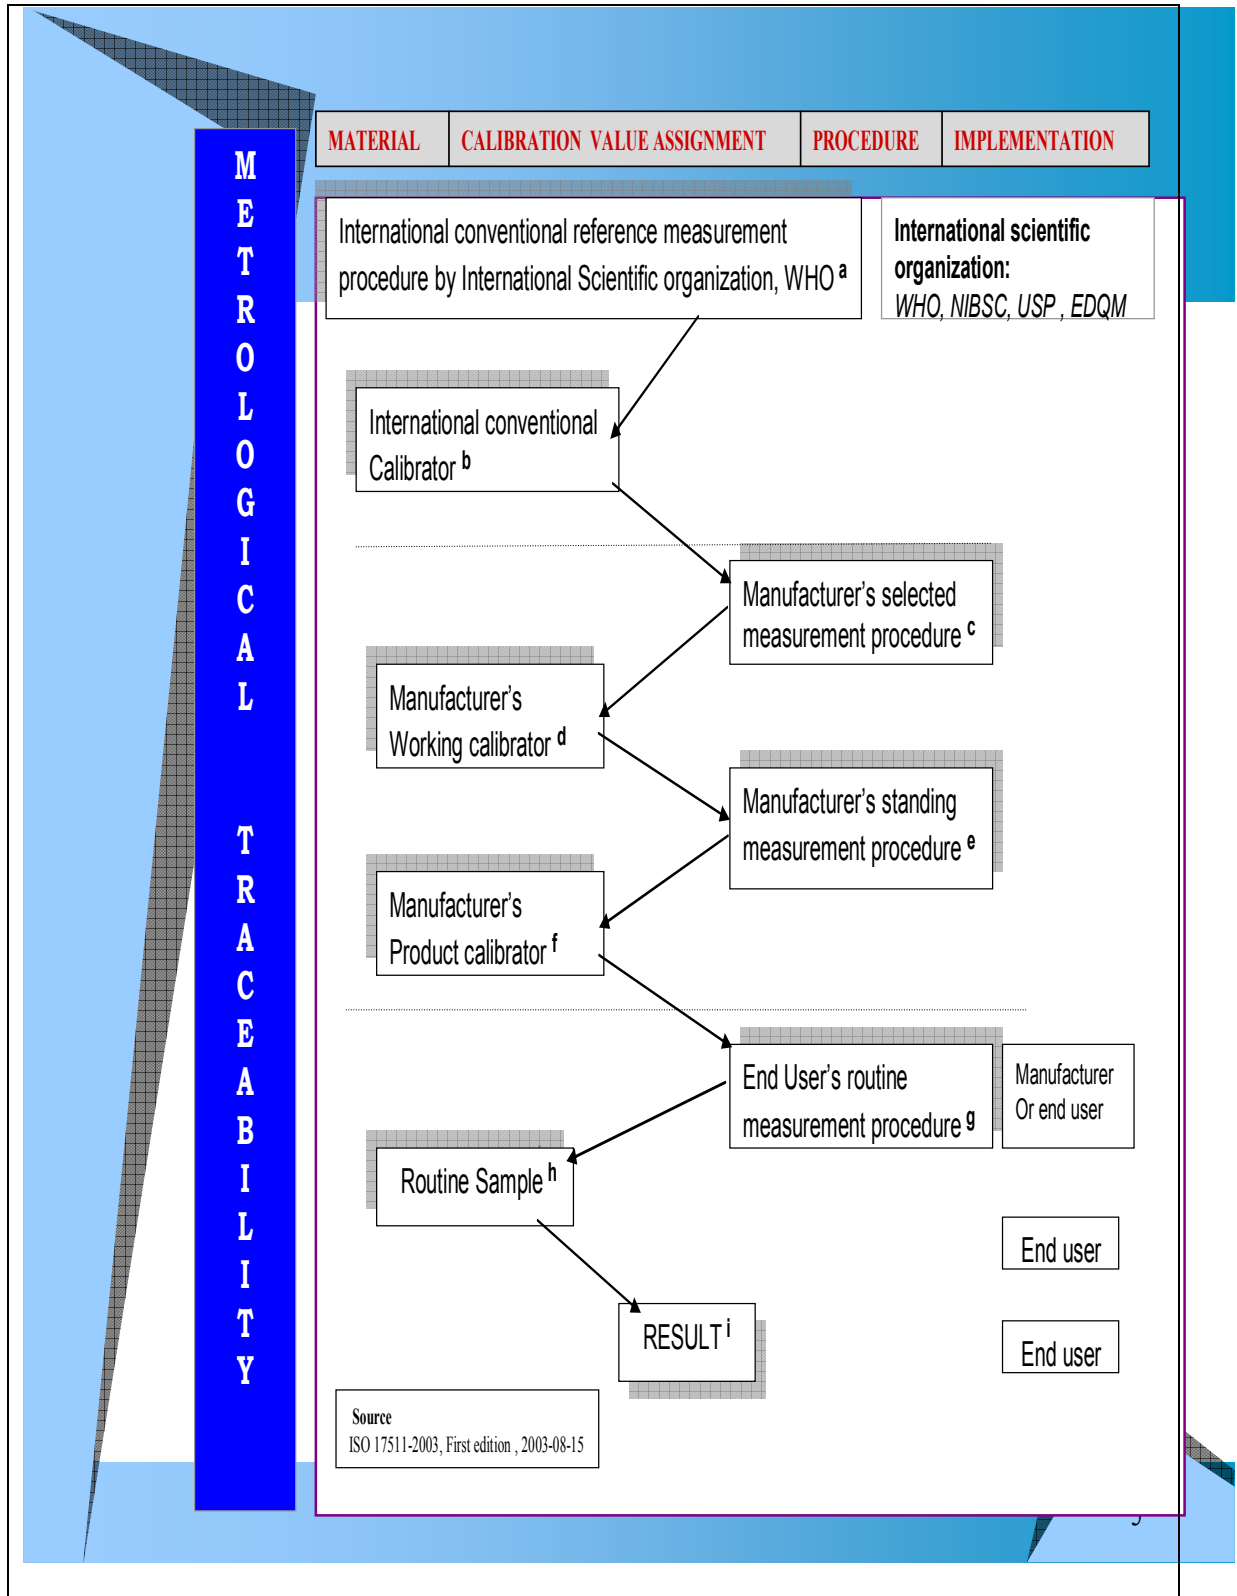 METROLOGICAL TRACEABILITY
MATERIAL CALIBRATION VALUE ASSIGNMENT PROCEDURE IMPLEMENTATION
International conventional reference measurement
procedure by International Scientific organization, WHO a
International scientific
organization:
WHO, NIBSC, USP , EDQM
International conventional
Calibrator b
Manufacturer's selected
measurement procedure c
Manufacturer's
Working calibrator d
Manufacturer's standing
measurement procedure e
Manufacturer's
Product calibrator f
End User's routine
measurement procedure g
Manufacturer
Or end user
Routine Sample h
End user
RESULT i
End user
Source
ISO 17511-2003, First edition , 2003-08-15